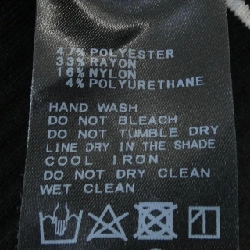 47% POLYESTER
33% RAYON
16% NYLON
4% POLYURETHANE
HAND WASH
DO NOT BLEACH
DO NOT TUMBLE DRY
LINE DRY IN THE SHADE
COOL IRON
DO NOT DRY CLEAN
WET CLEAN